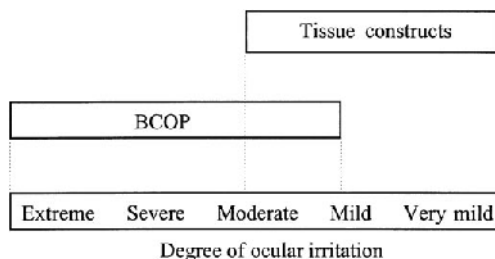 Tissue constructs
BCOP
Extreme Severe Moderate Mild Very mild
Degree of ocular irritation